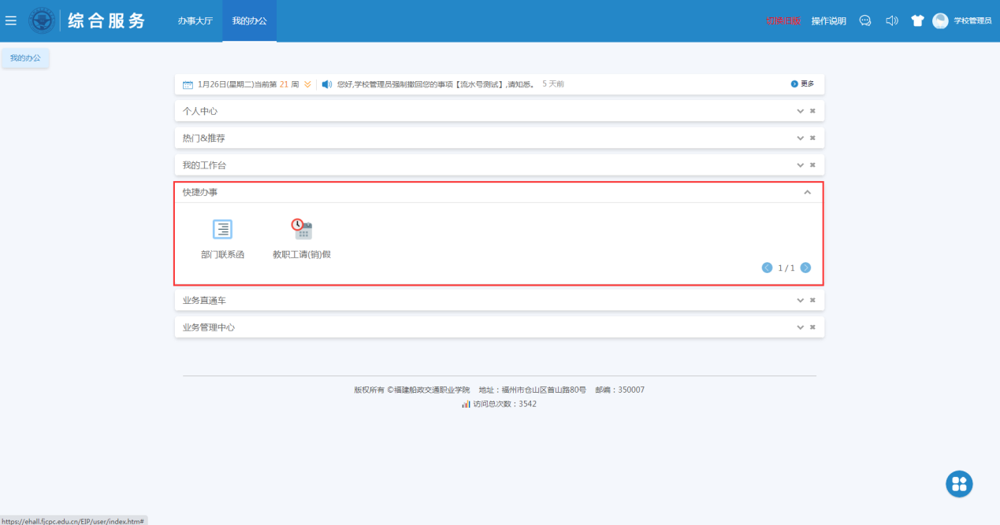 综合服务 办事大厅 我的办公 切换旧版 操作说明 学校管理员
我的办公
1月26日(星期二)当前第 21 周 您好,学校管理员强制撤回您的事项【流水号测试】,请知悉。 5 天前 更多
个人中心
热门&推荐
我的工作台
快捷办事
部门联系函 教职工请(销)假
1 / 1
业务直通车
业务管理中心
版权所有 ©福建船政交通职业学院 地址：福州市仓山区首山路80号 邮编：350007
访问总次数：3542
https://ehall.fjcpc.edu.cn/EIP/user/index.htm#